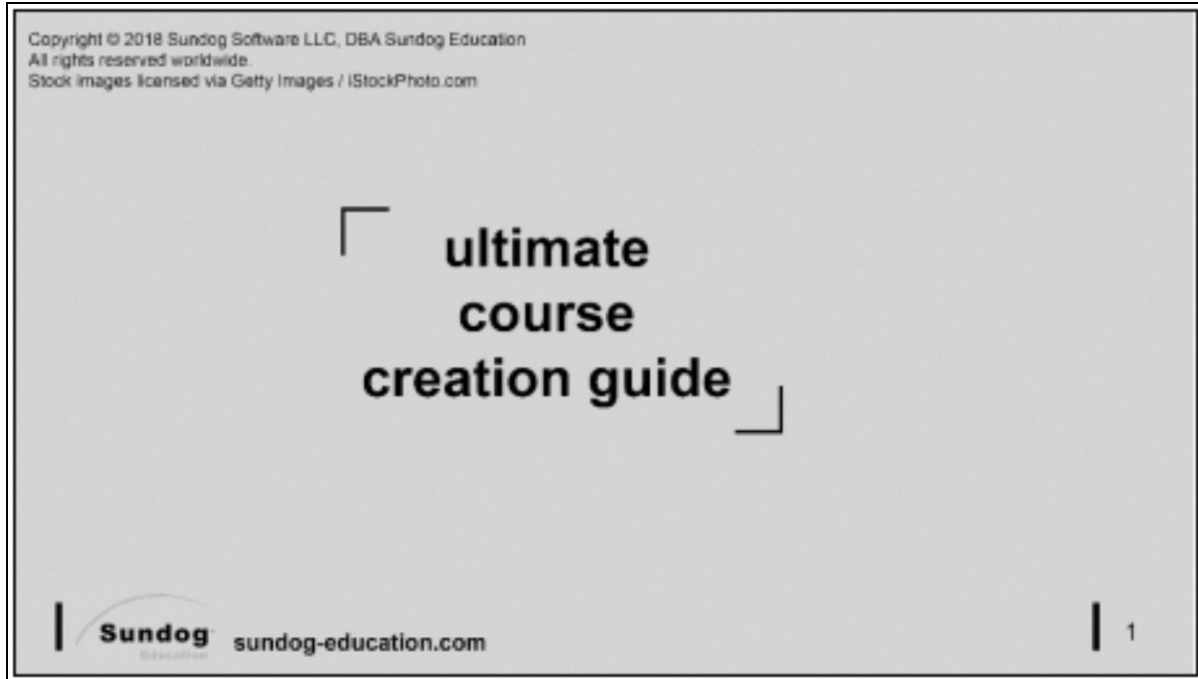 Copyright © 2018 Sundog Software LLC, DBA Sundog Education
All rights reserved worldwide.
Stock images licensed via Getty Images / iStockPhoto.com
ultimate
course
creation guide
Sundog
Education
sundog-education.com
1